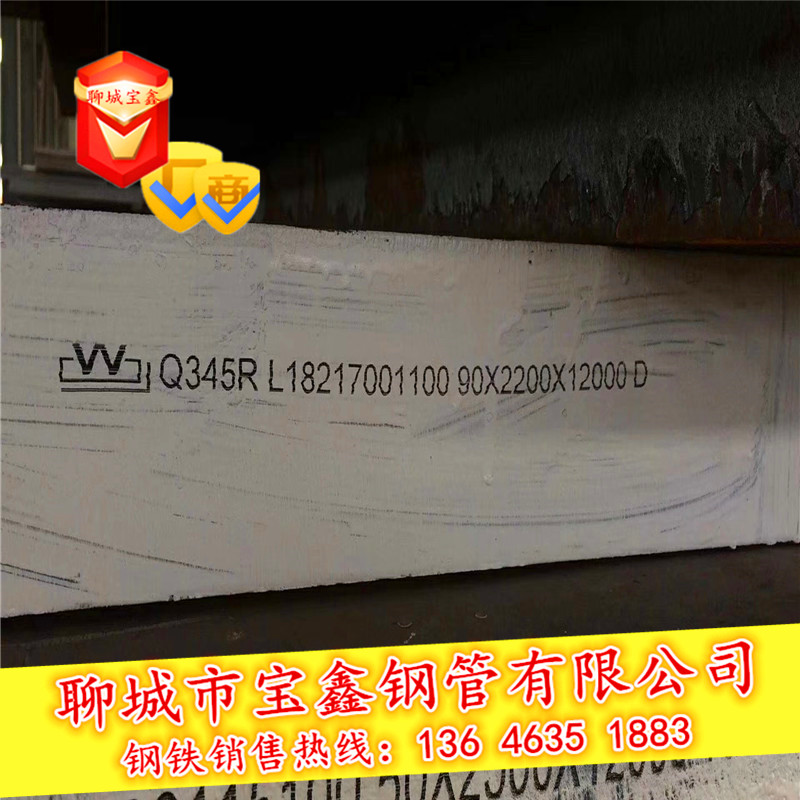 聊城宝鑫
厂商
Q345R L18217001100 90X2200X12000 D
聊城市宝鑫钢管有限公司
钢铁销售热线：136 4635 1883